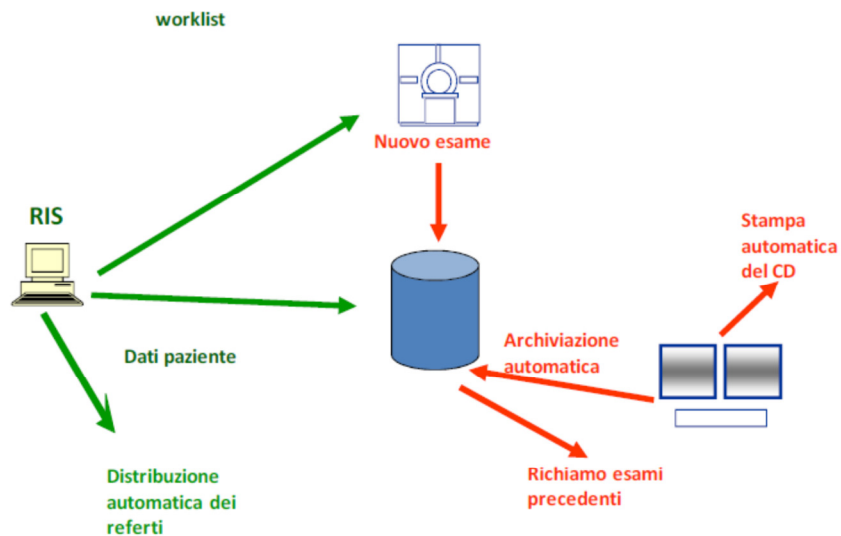 worklist
Nuovo esame
RIS
Stampa
automatica
del CD
Archiviazione
automatica
Dati paziente
Richiamo esami
precedenti
Distribuzione
automatica dei
referti